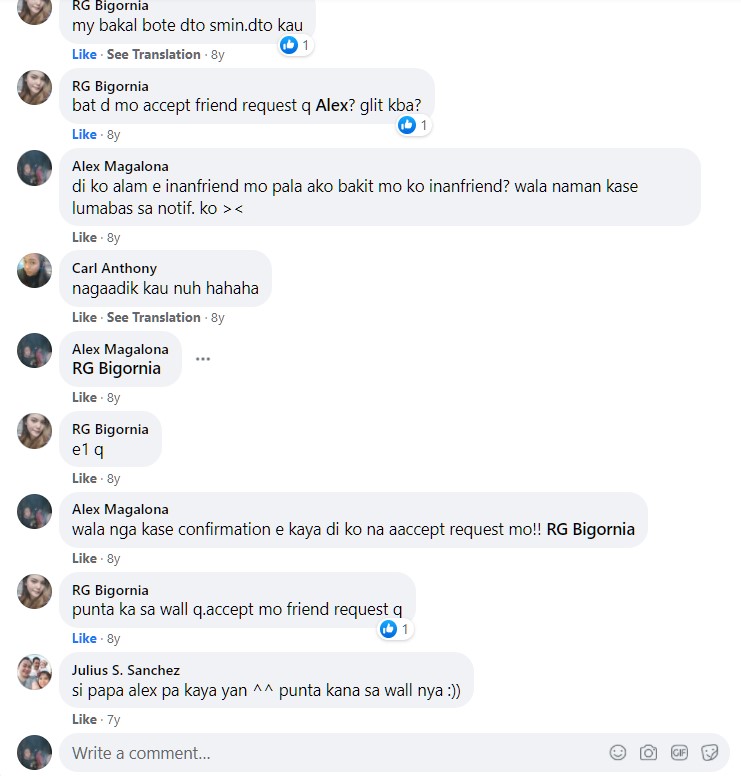 RG Bigornia
my bakal bote dto smin.dto kau
1
Like · See Translation · 8y
RG Bigornia
bat d mo accept friend request q Alex? glit kba?
1
Like · 8y
Alex Magalona
di ko alam e inanfriend mo pala ako bakit mo ko inanfriend? wala naman kase
lumabas sa notif. ko ><
Like · 8y
Carl Anthony
nagaadik kau nuh hahaha
Like · See Translation · 8y
Alex Magalona
RG Bigornia
Like · 8y
RG Bigornia
e1 q
Like · 8y
Alex Magalona
wala nga kase confirmation e kaya di ko na aaccept request mo!! RG Bigornia
Like · 8y
RG Bigornia
punta ka sa wall q.accept mo friend request q
1
Like · 8y
Julius S. Sanchez
si papa alex pa kaya yan ^^ punta kana sa wall nya :))
Like · 7y
Write a comment...
GIF